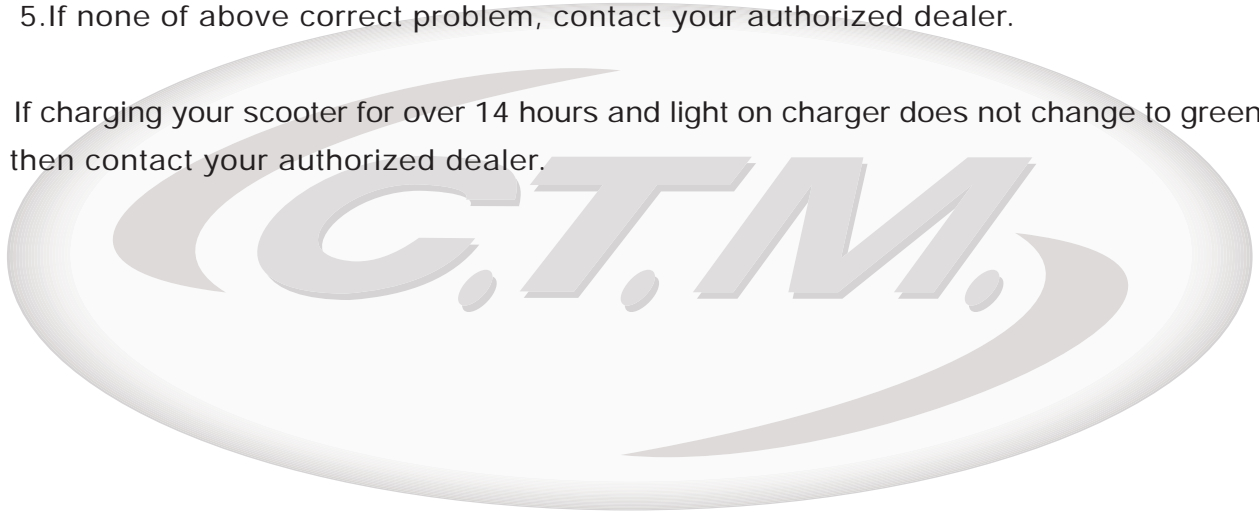 5.If none of above correct problem, contact your authorized dealer.
If charging your scooter for over 14 hours and light on charger does not change to green
then contact your authorized dealer.
C.T.M.